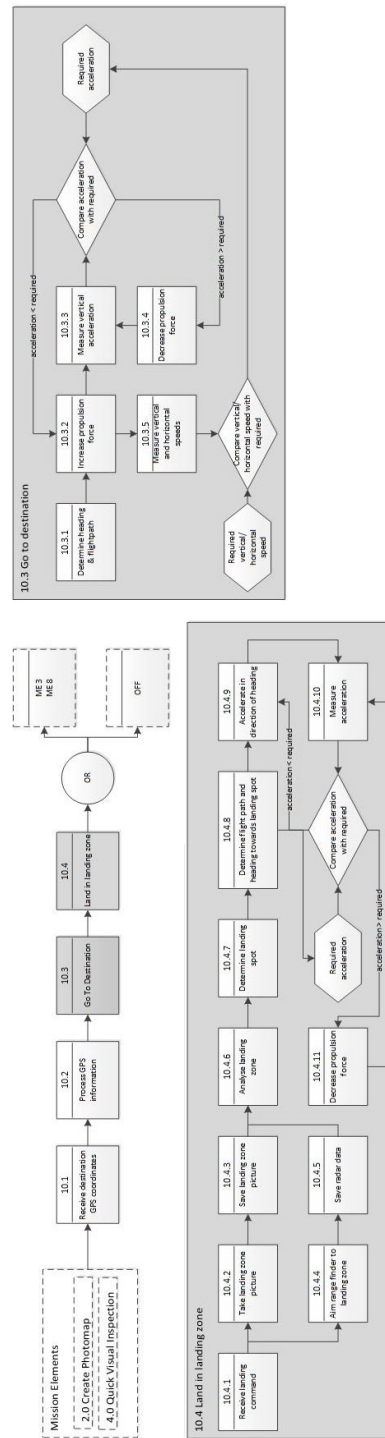 Mission Elements
2.0 Create Photomap
4.0 Quick Visual Inspection
10.1
Receive destination
GPS coordinates
10.2
Process GPS
information
10.3
Go To Destination
10.4
Land in landing zone
OR
ME3
ME8
OFF
10.3 Go to destination
10.3.1
Determine heading
& flightpath
10.3.2
Increase propulsion
force
10.3.3
Measure vertical
acceleration
10.3.4
Decrease propulsion
force
10.3.5
Measure vertical
and horizontal
speeds
Compare acceleration
with required
Required
acceleration
acceleration < required
acceleration > required
Required
vertical/
horizontal
speed
Compare vertical/
horizontal speed with
required
10.4 Land in landing zone
10.4.1
Receive landing
command
10.4.2
Take landing zone
picture
10.4.3
Save landing zone
picture
10.4.4
Aim range finder to
landing zone
10.4.5
Save radar data
10.4.6
Analyse landing
zone
10.4.7
Determine landing
spot
10.4.8
Determine flight path and
heading towards landing spot
10.4.9
Accelerate in
direction of heading
10.4.10
Measure
acceleration
10.4.11
Decrease propulsion
force
Required
acceleration
Compare acceleration
with required
acceleration < required
acceleration > required